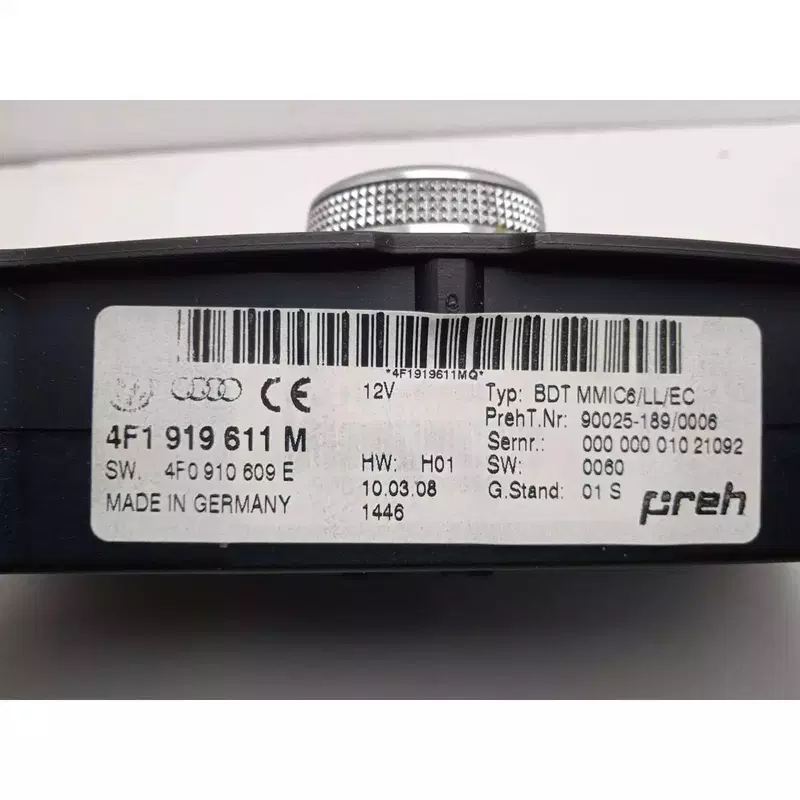 *4F1919611MQ*
CE
12V
Typ: BDT MMIC6/LL/EC
PrehT.Nr: 90025-189/0006
4F1 919 611 M
Sernr.: 000 000 010 21092
SW. 4F0 910 609 E
HW: H01
SW: 0060
MADE IN GERMANY
10.03.08
G.Stand: 01 S
1446
preh